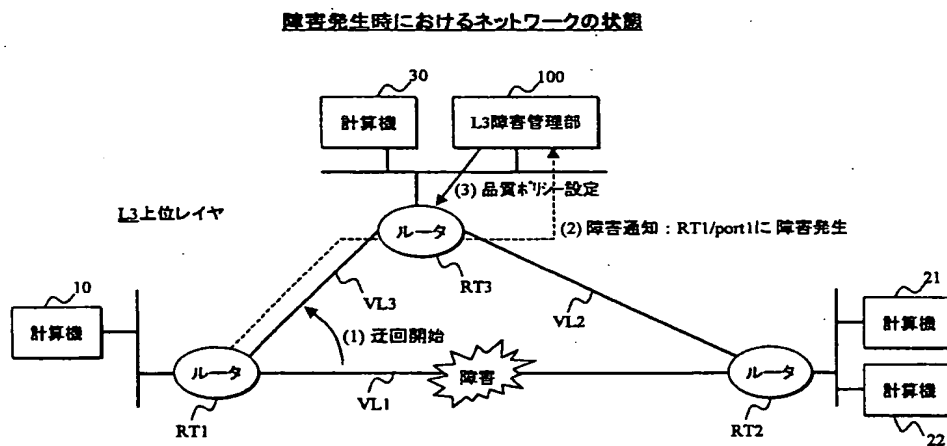 障害発生時におけるネットワークの状態
30
100
計算機
L3障害管理部
(3) 品質ポリシー設定
L3上位レイヤ
ルータ
(2) 障害通知：RT1/port1に 障害発生
RT3
10
VL3
VL2
21
計算機
(1) 迂回開始
計算機
ルータ
障害
ルータ
計算機
VL1
RT1
RT2
22